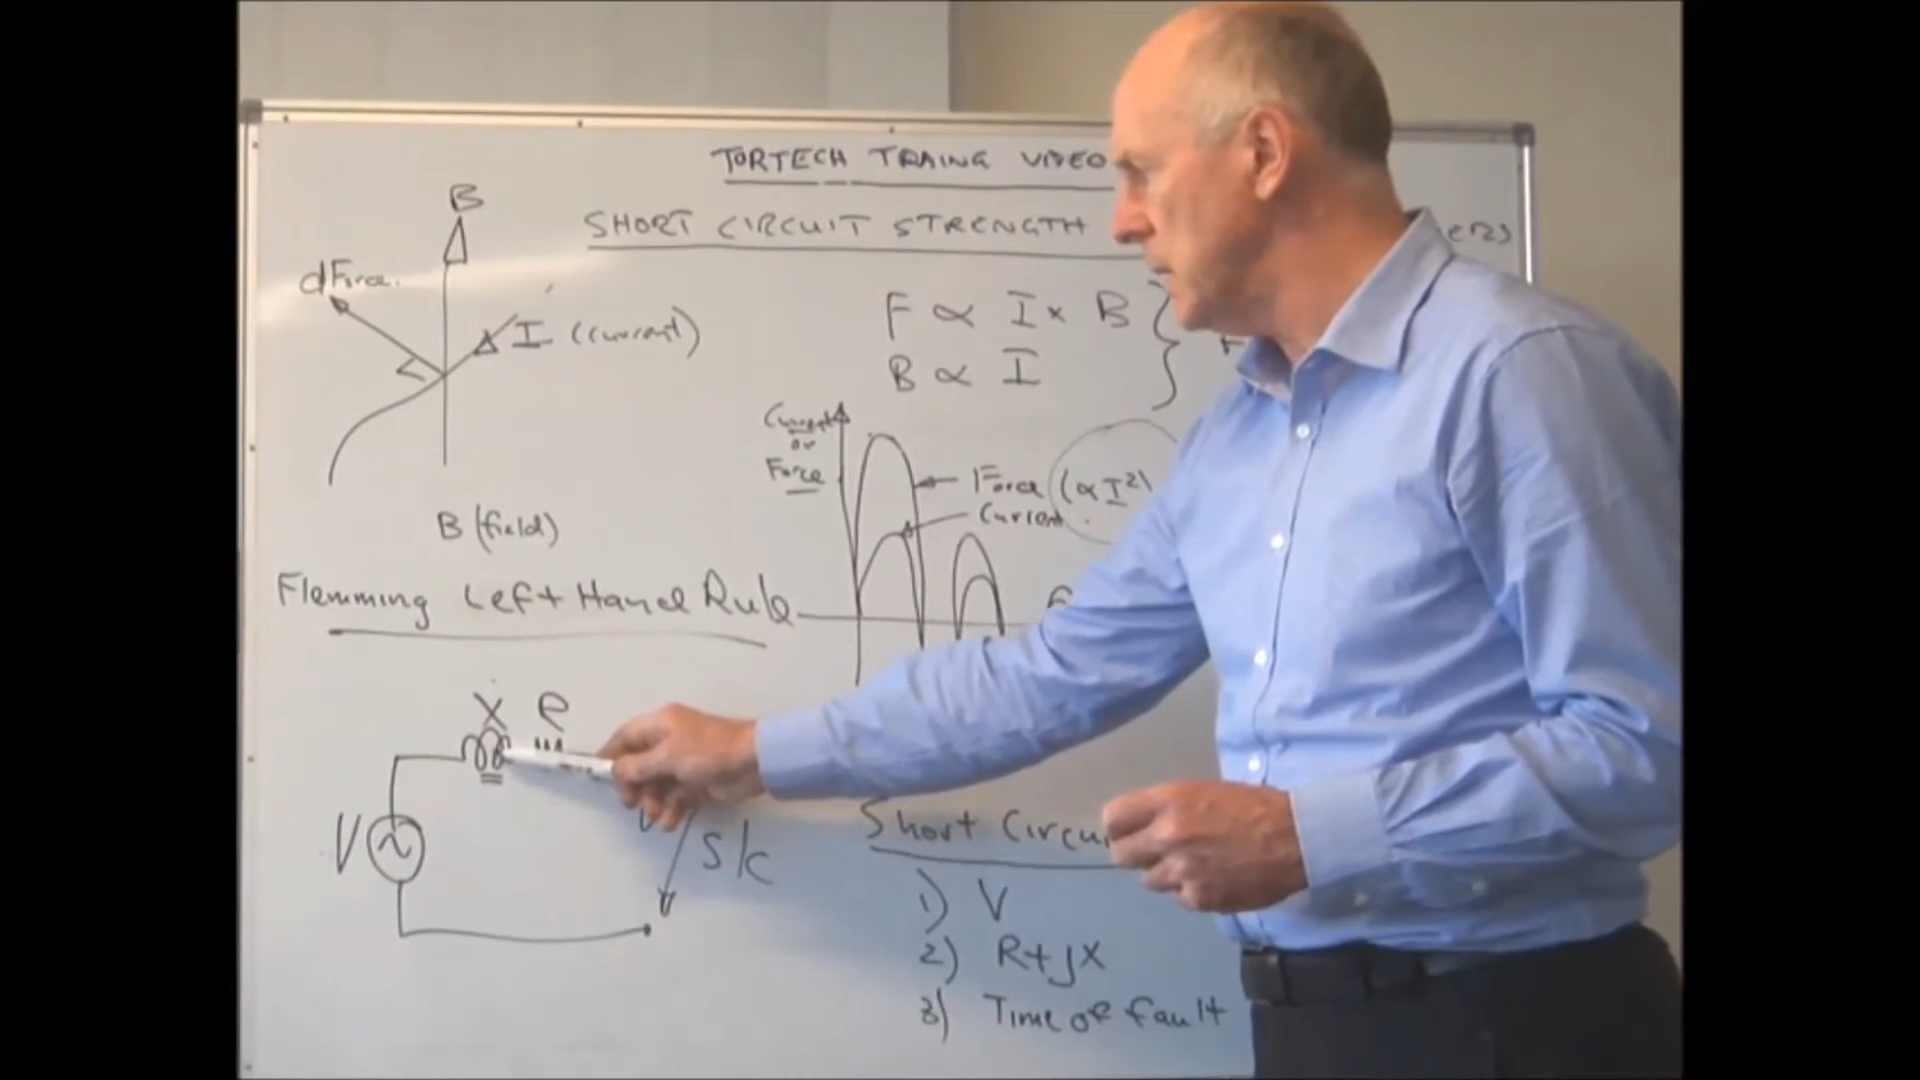 TORTECH TRAING VIDEO
SHORT CIRCUIT STRENGTH
B
dForce.
I (current)
B (field)
Flemming Left Hand Rule
F ∝ I x B
B ∝ I
Current
or
Force
Force (∝ I²)
Current
X R
V
S/C
Short Circu
1) V
2) R+jX
3) Time of fault